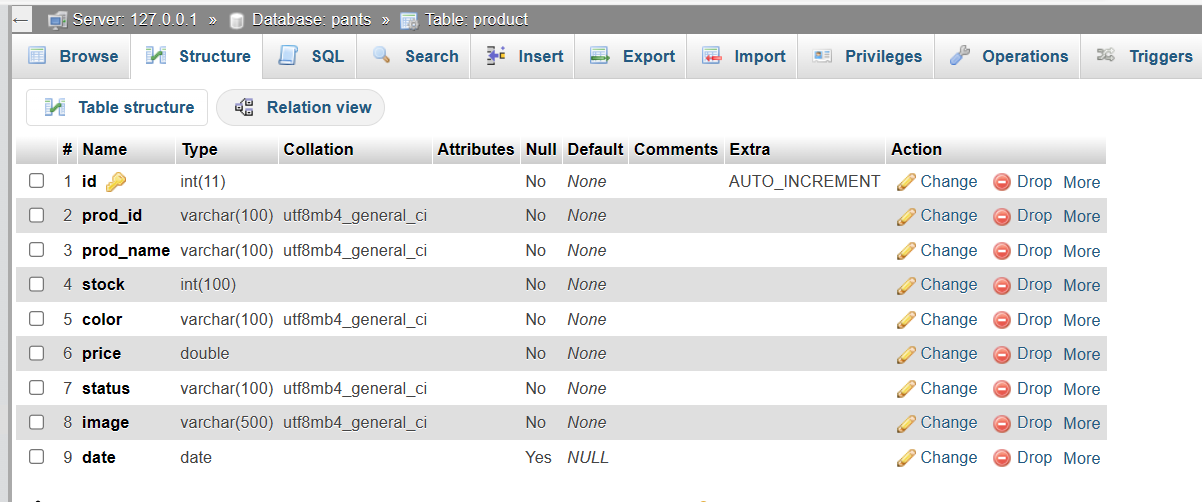 ← Server: 127.0.0.1 » Database: pants » Table: product
Browse Structure SQL Search Insert Export Import Privileges Operations Triggers
Table structure Relation view
# Name Type Collation Attributes Null Default Comments Extra Action
1 id int(11) No None AUTO_INCREMENT Change Drop More
2 prod_id varchar(100) utf8mb4_general_ci No None Change Drop More
3 prod_name varchar(100) utf8mb4_general_ci No None Change Drop More
4 stock int(100) No None Change Drop More
5 color varchar(100) utf8mb4_general_ci No None Change Drop More
6 price double No None Change Drop More
7 status varchar(100) utf8mb4_general_ci No None Change Drop More
8 image varchar(500) utf8mb4_general_ci No None Change Drop More
9 date date Yes NULL Change Drop More